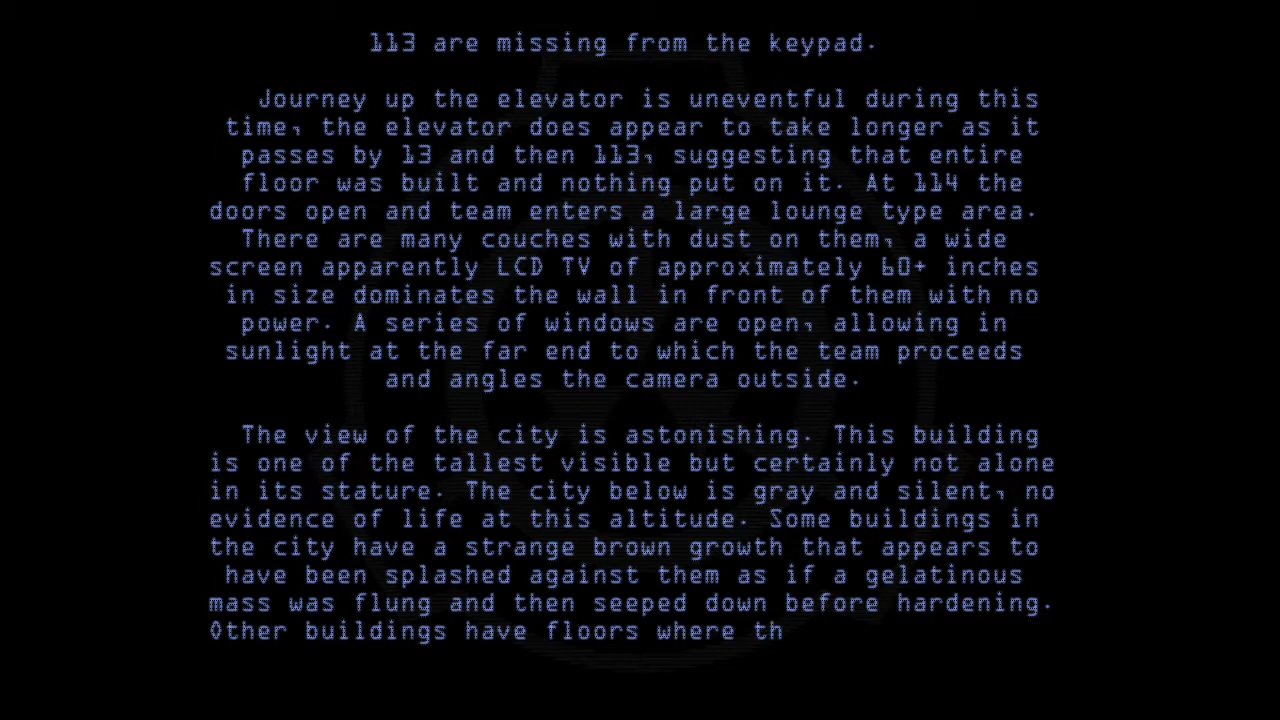 113 are missing from the keypad.
Journey up the elevator is uneventful during this
time, the elevator does appear to take longer as it
passes by 13 and then 113, suggesting that entire
floor was built and nothing put on it. At 114 the
doors open and team enters a large lounge type area.
There are many couches with dust on them, a wide
screen apparently LCD TV of approximately 60+ inches
in size dominates the wall in front of them with no
power. A series of windows are open, allowing in
sunlight at the far end to which the team proceeds
and angles the camera outside.
The view of the city is astonishing. This building
is one of the tallest visible but certainly not alone
in its stature. The city below is gray and silent, no
evidence of life at this altitude. Some buildings in
the city have a strange brown growth that appears to
have been splashed against them as if a gelatinous
mass was flung and then seeped down before hardening.
Other buildings have floors where th